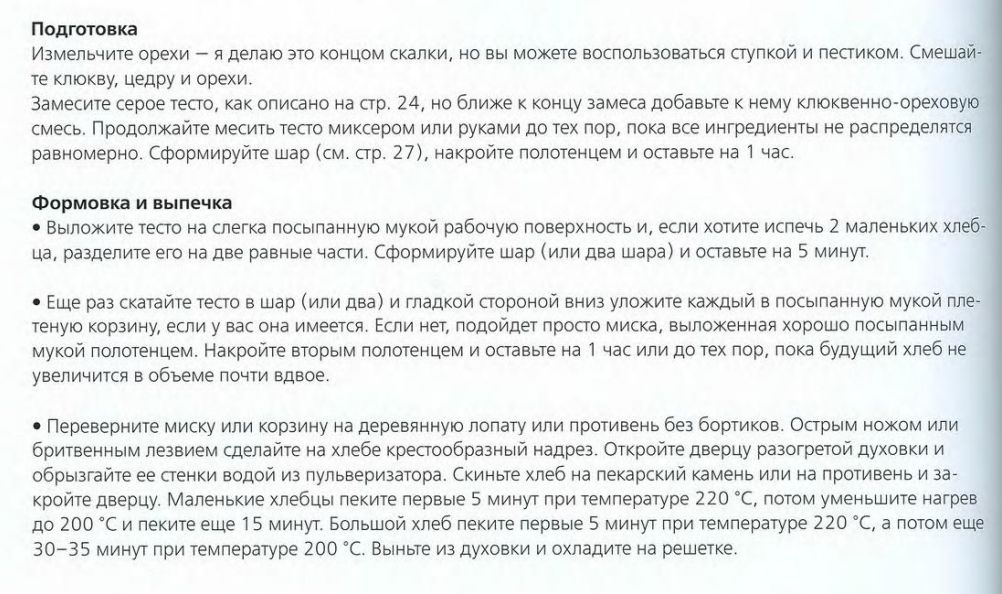 Подготовка
Измельчите орехи – я делаю это концом скалки, но вы можете воспользоваться ступкой и пестиком. Смешай-
те клюкву, цедру и орехи.
Замесите серое тесто, как описано на стр. 24, но ближе к концу замеса добавьте к нему клюквенно-ореховую
смесь. Продолжайте месить тесто миксером или руками до тех пор, пока все ингредиенты не распределятся
равномерно. Сформируйте шар (см. стр. 27), накройте полотенцем и оставьте на 1 час.
Формовка и выпечка
• Выложите тесто на слегка посыпанную мукой рабочую поверхность и, если хотите испечь 2 маленьких хлеб-
ца, разделите его на две равные части. Сформируйте шар (или два шара) и оставьте на 5 минут.
• Еще раз скатайте тесто в шар (или два) и гладкой стороной вниз уложите каждый в посыпанную мукой пле-
теную корзину, если у вас она имеется. Если нет, подойдет просто миска, выложенная хорошо посыпанным
мукой полотенцем. Накройте вторым полотенцем и оставьте на 1 час или до тех пор, пока будущий хлеб не
увеличится в объеме почти вдвое.
• Переверните миску или корзину на деревянную лопату или противень без бортиков. Острым ножом или
бритвенным лезвием сделайте на хлебе крестообразный надрез. Откройте дверцу разогретой духовки и
обрызгайте ее стенки водой из пульверизатора. Скиньте хлеб на пекарский камень или на противень и за-
кройте дверцу. Маленькие хлебцы пеките первые 5 минут при температуре 220 °С, потом уменьшите нагрев
до 200 °С и пеките еще 15 минут. Большой хлеб пеките первые 5 минут при температуре 220 °С, а потом еще
30–35 минут при температуре 200 °С. Выньте из духовки и охладите на решетке.